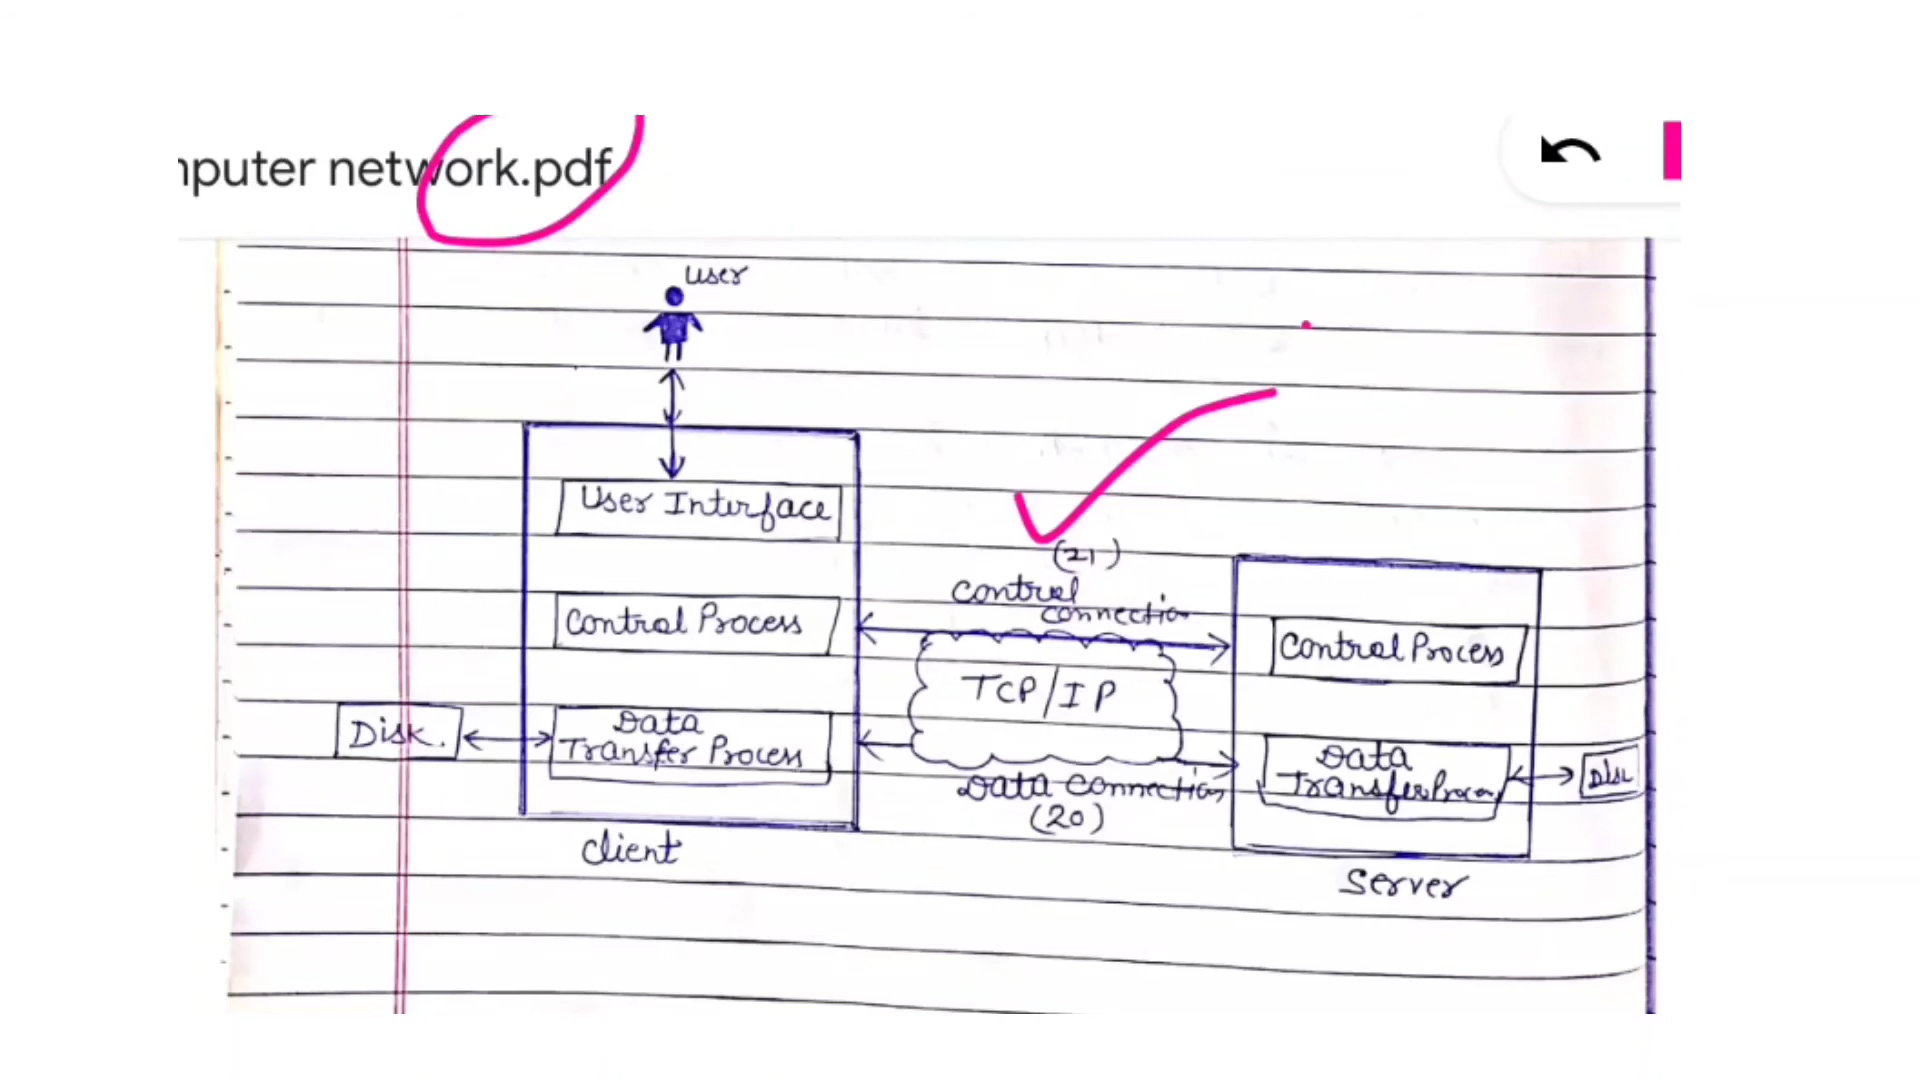 mputer network.pdf
user
User Interface
(21)
Control
connection
Control Process
Control Process
TCP/IP
Disk.
Data
Transfer Process
Data
Transfer Process
Disk
Data Connection
(20)
Client
Server